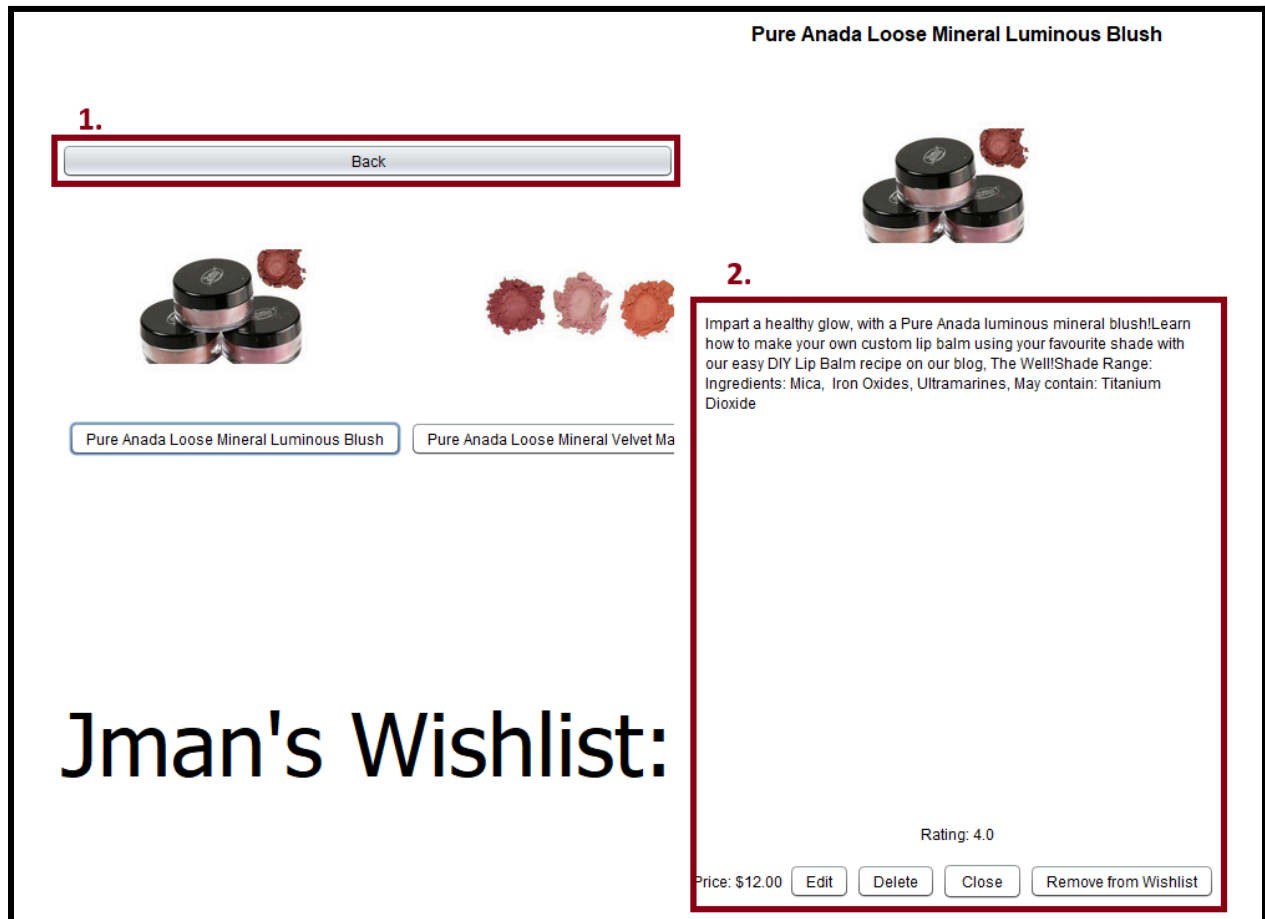 Pure Anada Loose Mineral Luminous Blush
1.
Back
2.
Impart a healthy glow, with a Pure Anada luminous mineral blush!Learn
how to make your own custom lip balm using your favourite shade with
our easy DIY Lip Balm recipe on our blog, The Well!Shade Range:
Ingredients: Mica,  Iron Oxides, Ultramarines, May contain: Titanium
Dioxide
Pure Anada Loose Mineral Luminous Blush
Pure Anada Loose Mineral Velvet Ma
Jman's Wishlist:
Rating: 4.0
Price: $12.00 Edit Delete Close Remove from Wishlist